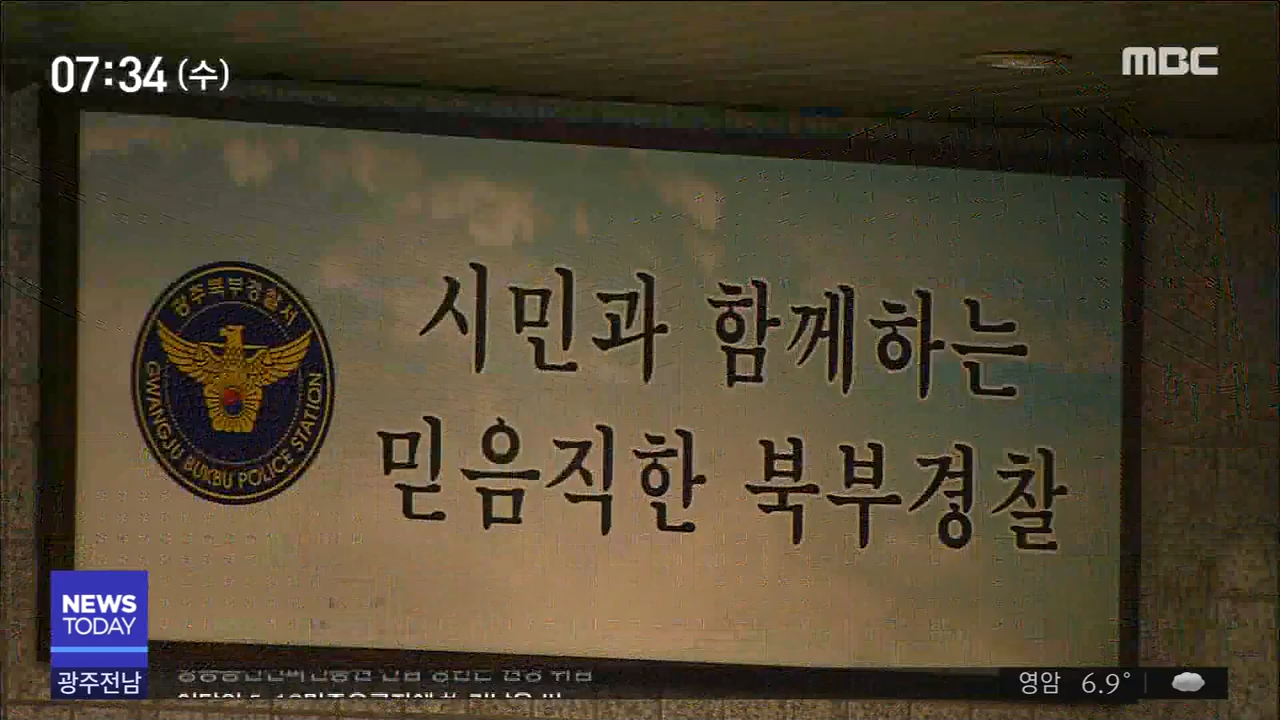 07:34 (수)
MBC
시민과 함께하는
믿음직한 북부경찰
광주북부경찰서
GWANGJU BUKBU POLICE STATION
NEWS
TODAY
광주전남
영암 6.9°